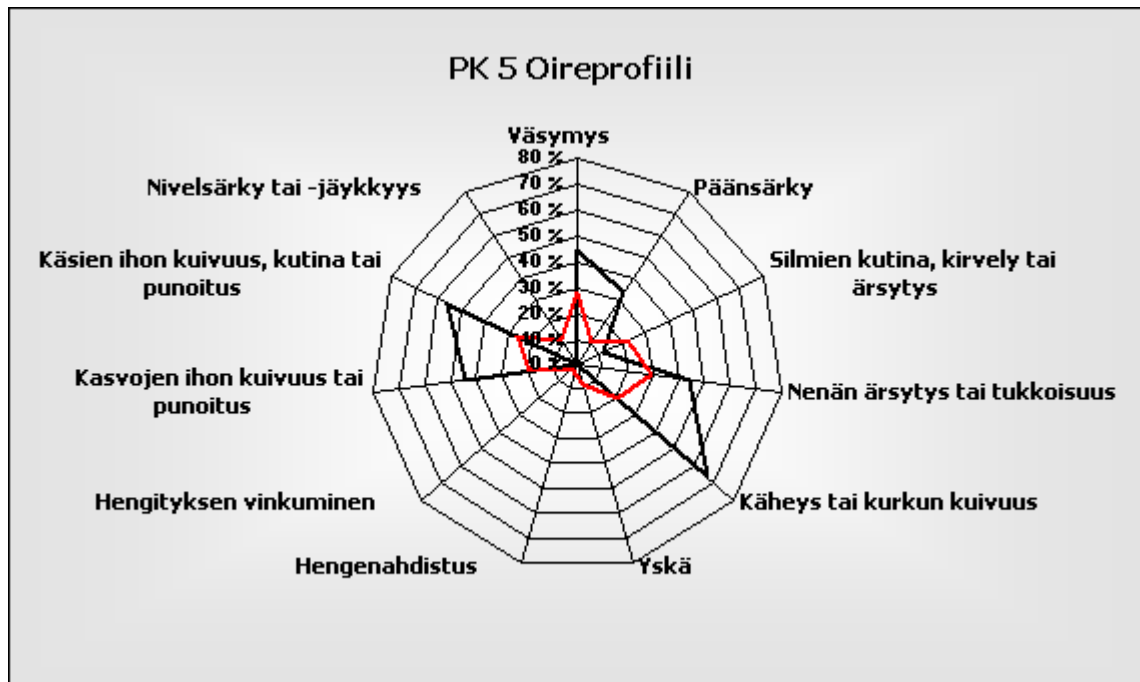 PK 5 Oireprofiili
Väsymys
80 %
70 %
60 %
50 %
40 %
30 %
20 %
10 %
0 %
Päänsärky
Silmien kutina, kirvely tai
ärsytys
Nenän ärsytys tai tukkoisuus
Käheys tai kurkun kuivuus
Yskä
Hengenahdistus
Hengityksen vinkuminen
Kasvojen ihon kuivuus tai
punoitus
Käsien ihon kuivuus, kutina tai
punoitus
Nivelsärky tai -jäykkyys